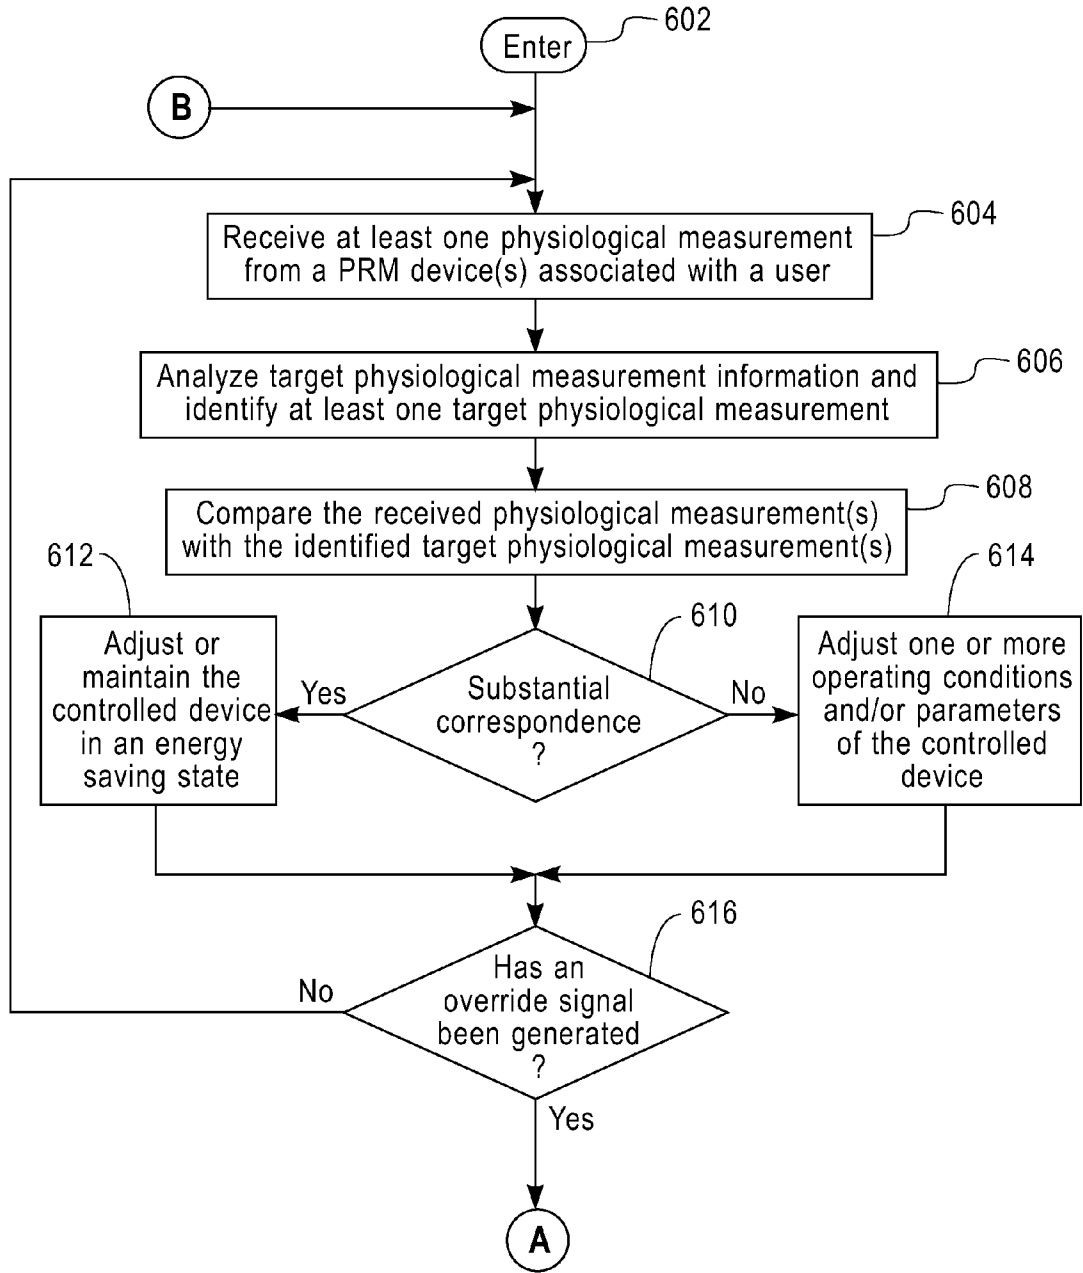 602
Enter
B
604
Receive at least one physiological measurement
from a PRM device(s) associated with a user
606
Analyze target physiological measurement information and
identify at least one target physiological measurement
608
Compare the received physiological measurement(s)
with the identified target physiological measurement(s)
612
Adjust or
maintain the
controlled device
in an energy
saving state
Yes
610
Substantial
correspondence
?
No
614
Adjust one or more
operating conditions
and/or parameters
of the controlled
device
616
Has an
override signal
been generated
?
No
Yes
A